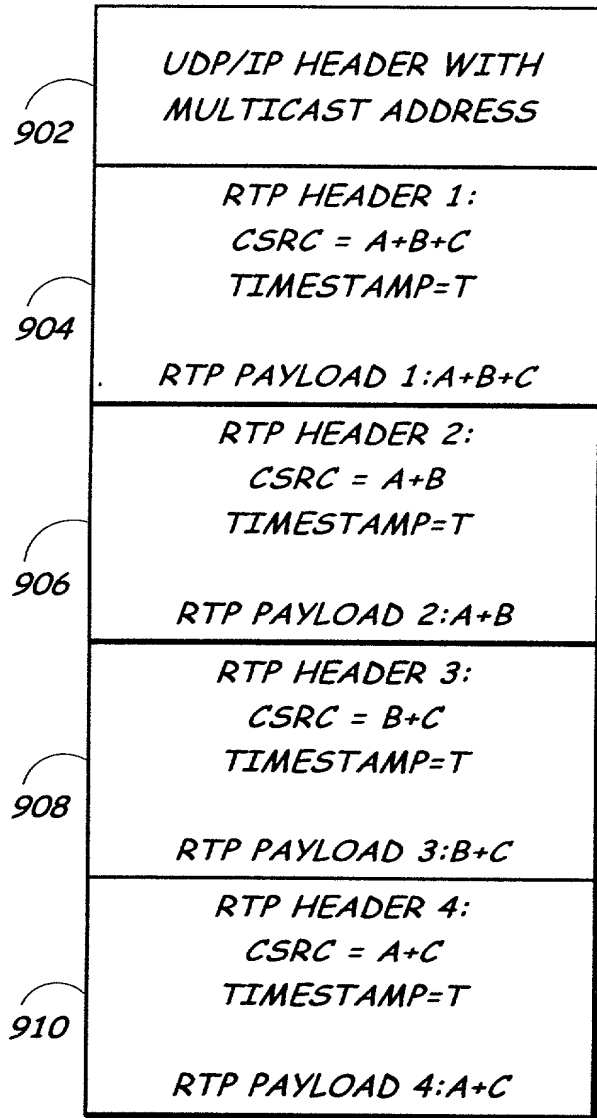 UDP/IP HEADER WITH
MULTICAST ADDRESS
902
RTP HEADER 1:
CSRC = A+B+C
TIMESTAMP=T
904
RTP PAYLOAD 1:A+B+C
RTP HEADER 2:
CSRC = A+B
TIMESTAMP=T
906
RTP PAYLOAD 2:A+B
RTP HEADER 3:
CSRC = B+C
TIMESTAMP=T
908
RTP PAYLOAD 3:B+C
RTP HEADER 4:
CSRC = A+C
TIMESTAMP=T
910
RTP PAYLOAD 4:A+C